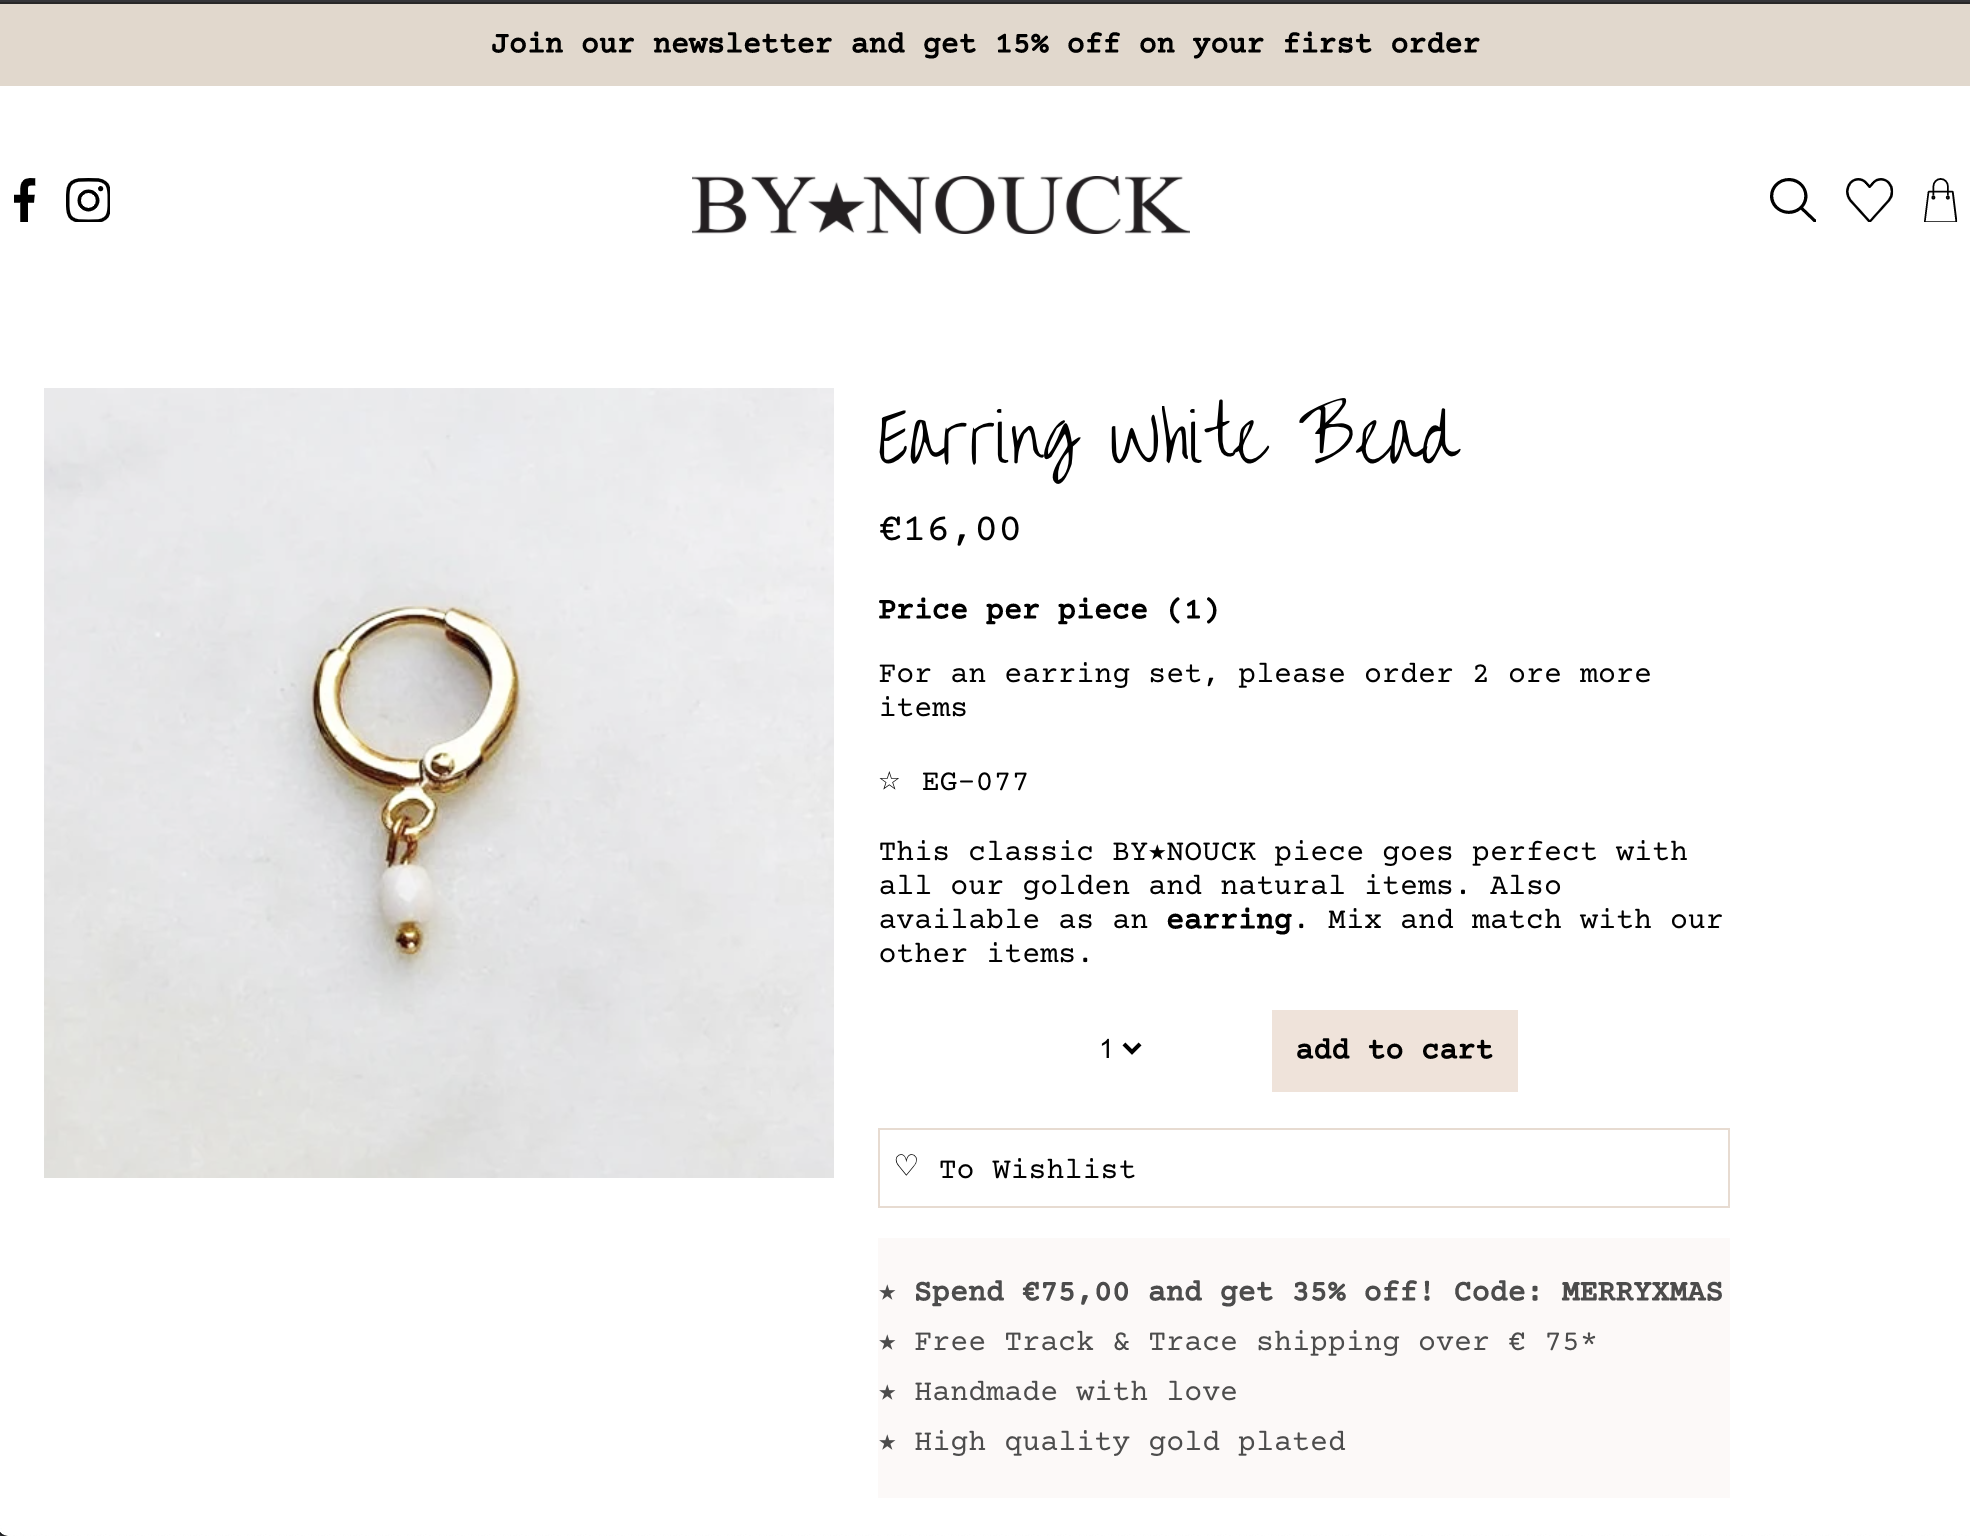 Join our newsletter and get 15% off on your first order
BY★NOUCK
Earring White Bead
€16,00
Price per piece (1)
For an earring set, please order 2 ore more
items
☆ EG-077
This classic BY★NOUCK piece goes perfect with
all our golden and natural items. Also
available as an earring. Mix and match with our
other items.
1
add to cart
♡ To Wishlist
★ Spend €75,00 and get 35% off! Code: MERRYXMAS
★ Free Track & Trace shipping over € 75*
★ Handmade with love
★ High quality gold plated